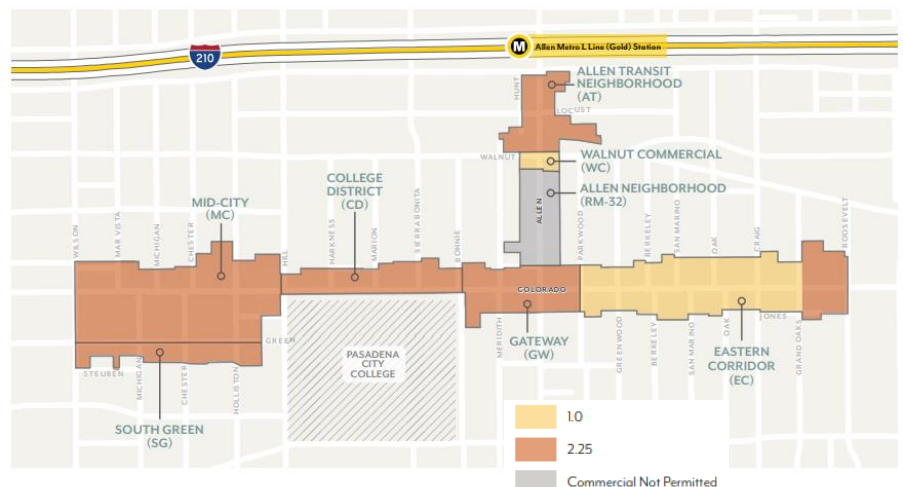 M
Allen Metro L Line (Gold) Station
210
HUNT
ALLEN TRANSIT
NEIGHBORHOOD
(AT)
LOCUST
WALNUT
WALNUT COMMERCIAL
(WC)
ALLEN NEIGHBORHOOD
(RM-32)
ALLEN
COLLEGE
DISTRICT
(CD)
MID-CITY
(MC)
WILSON
MAR VISTA
MICHIGAN
CHESTER
HILL
HARKNESS
MARION
SIERRA BONITA
BONNIE
PARKWOOD
BERKELEY
SAN MARINO
OAK
CRAIG
ROOSEVELT
COLORADO
GREEN
STEUBEN
MICHIGAN
CHESTER
HOLLISTON
PASADENA
CITY
COLLEGE
MEREDITH
GATEWAY
(GW)
GREENWOOD
BERKELEY
SAN MARINO
OAK
JONES
GRAND OAKS
EASTERN
CORRIDOR
(EC)
SOUTH GREEN
(SG)
1.0
2.25
Commercial Not Permitted